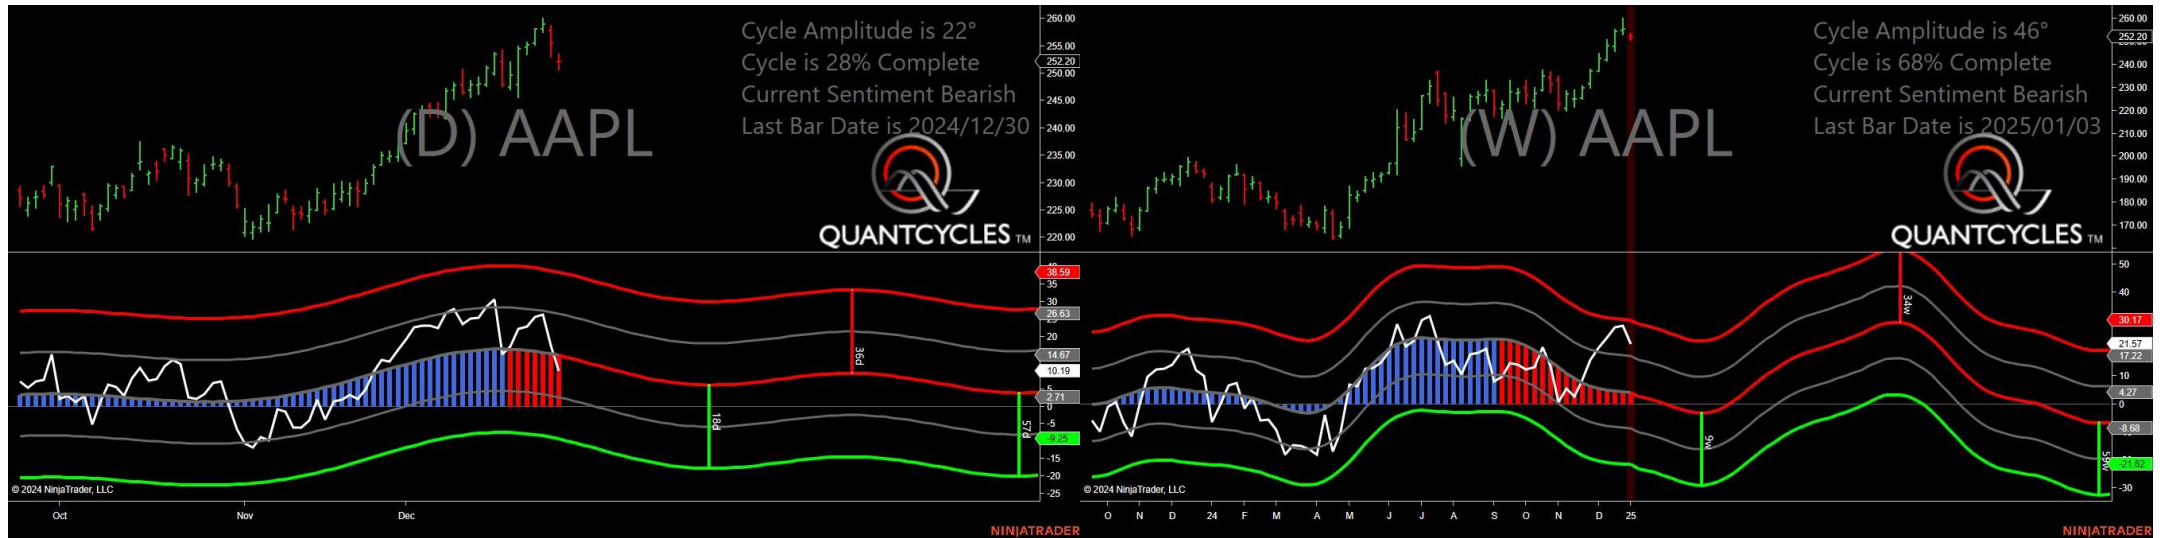 Cycle Amplitude is 22°
Cycle is 28% Complete
Current Sentiment Bearish
Last Bar Date is 2024/12/30
(D) AAPL
QUANTCYCLES TM
260.00
255.00
252.20
250.00
245.00
240.00
235.00
230.00
225.00
220.00
38.59
35
30
26.63
20
14.67
10.19
5
2.71
0
-5
-9.25
-15
-20
-25
18d
36d
57d
© 2024 NinjaTrader, LLC
Oct Nov Dec
NINJATRADER
Cycle Amplitude is 46°
Cycle is 68% Complete
Current Sentiment Bearish
Last Bar Date is 2025/01/03
(W) AAPL
QUANTCYCLES TM
260.00
252.20
240.00
230.00
220.00
210.00
200.00
190.00
180.00
170.00
50
40
30.17
21.57
17.22
10
4.27
0
-8.68
-21.62
-30
9w
34w
59w
© 2024 NinjaTrader, LLC
O N D 24 F M A M J J A S O N D 25
NINJATRADER